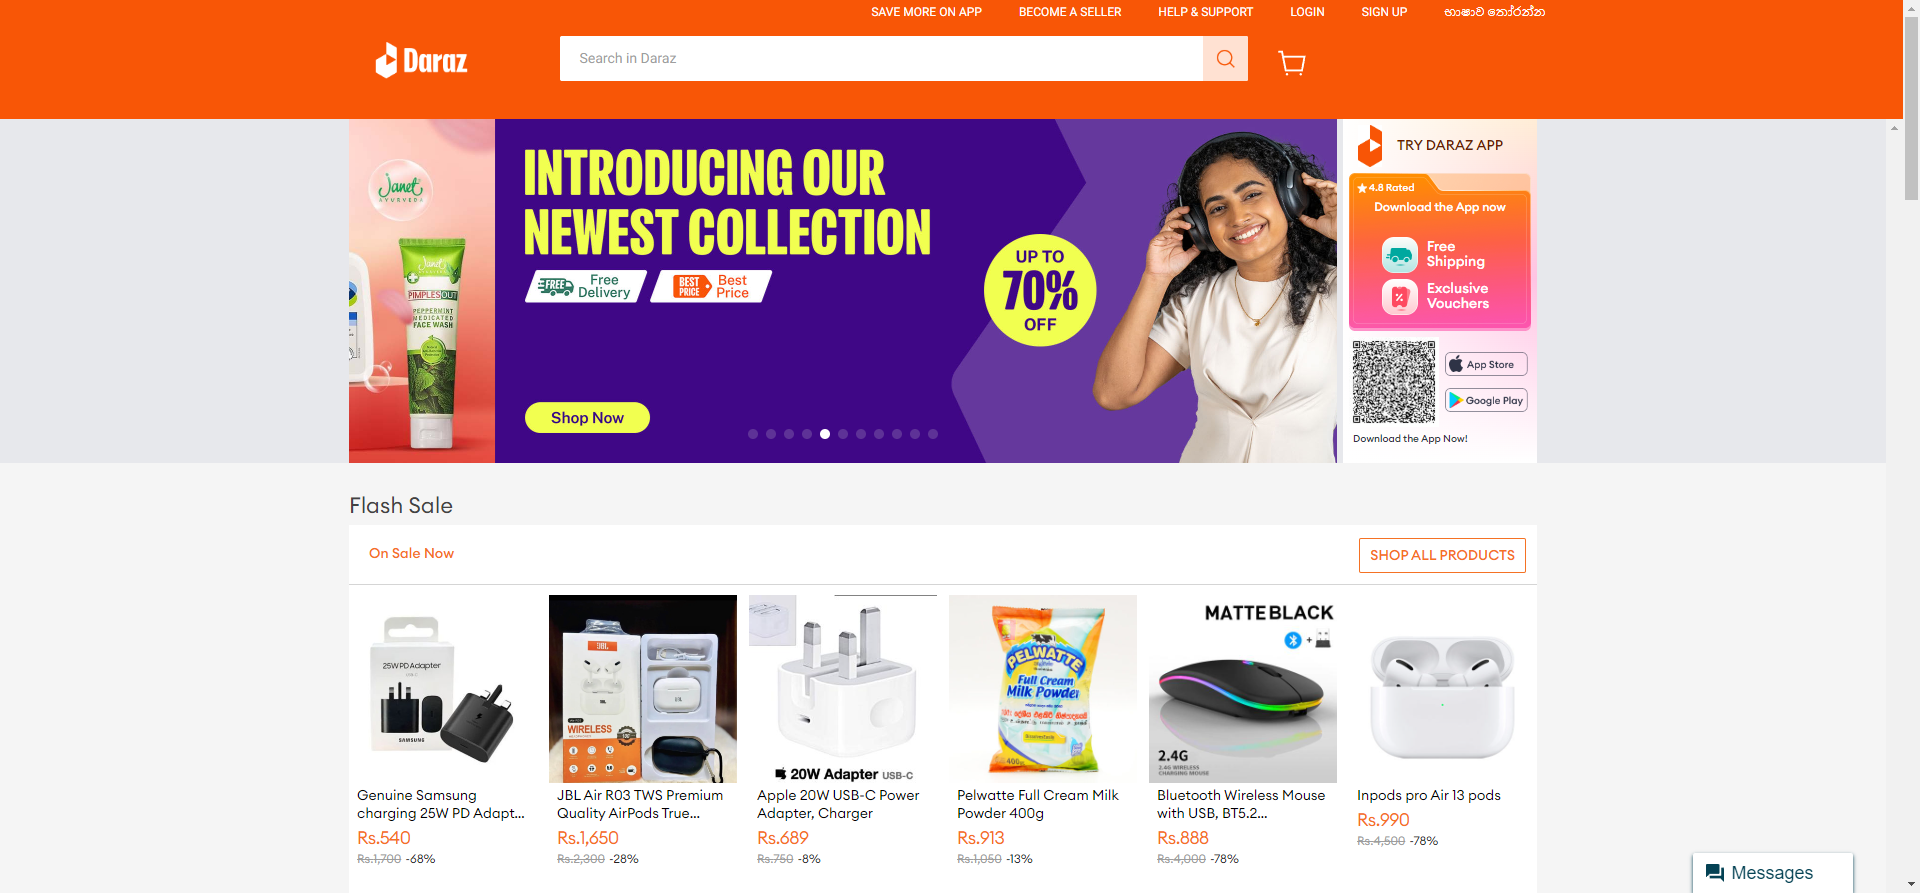 SAVE MORE ON APP
BECOME A SELLER
HELP & SUPPORT
LOGIN
SIGN UP
භාෂාව තෝරන්න
Daraz
Search in Daraz
Janet
AYURVEDA
Janet
PIMPLES OUT
PEPPERMINT
MEDICATED
FACE WASH
INTRODUCING OUR
NEWEST COLLECTION
FREE
Free
Delivery
BEST
PRICE
Best
Price
UP TO
70%
OFF
Shop Now
TRY DARAZ APP
4.8 Rated
Download the App now
Free
Shipping
Exclusive
Vouchers
App Store
Google Play
Download the App Now!
Flash Sale
On Sale Now
SHOP ALL PRODUCTS
25W PD Adapter
SAMSUNG
Genuine Samsung
charging 25W PD Adapt...
Rs.540
Rs.1,700 -68%
JBL
JBL
WIRELESS
JBL Air R03 TWS Premium
Quality AirPods True...
Rs.1,650
Rs.2,300 -28%
20W Adapter USB-C
Apple 20W USB-C Power
Adapter, Charger
Rs.689
Rs.750 -8%
PELWATTE
Full Cream
Milk Powder
400g
Pelwatte Full Cream Milk
Powder 400g
Rs.913
Rs.1,050 -13%
MATTE BLACK
+
2.4G
2.4G WIRELESS
CHARGING MOUSE
Bluetooth Wireless Mouse
with USB, BT5.2...
Rs.888
Rs.4,000 -78%
Inpods pro Air 13 pods
Rs.990
Rs.4,500 -78%
Messages